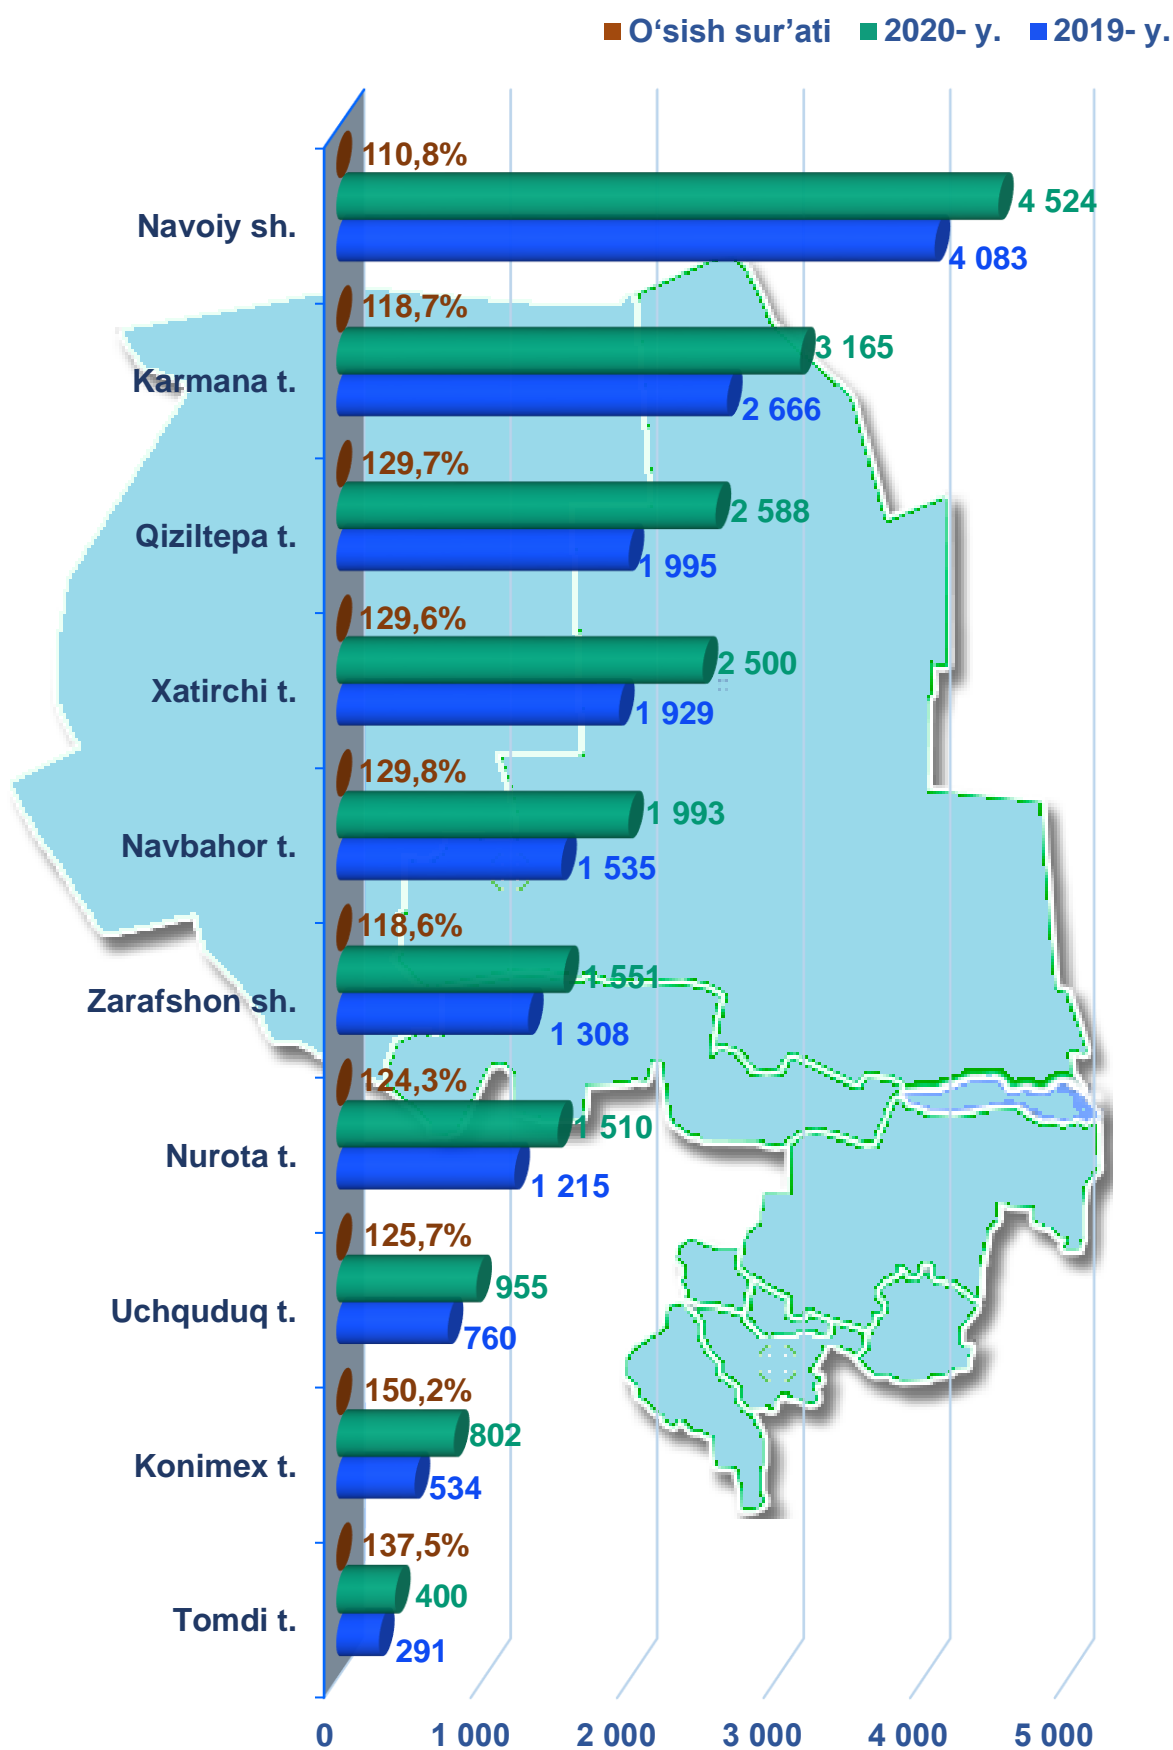 O‘sish sur’ati 2020- y. 2019- y.
110,8%
4 524
Navoiy sh.
4 083
118,7%
3 165
Karmana t.
2 666
129,7%
2 588
Qiziltepa t.
1 995
129,6%
2 500
Xatirchi t.
1 929
129,8%
1 993
Navbahor t.
1 535
118,6%
1 551
Zarafshon sh.
1 308
124,3%
1 510
Nurota t.
1 215
125,7%
955
Uchquduq t.
760
150,2%
802
Konimex t.
534
137,5%
400
Tomdi t.
291
0 1 000 2 000 3 000 4 000 5 000